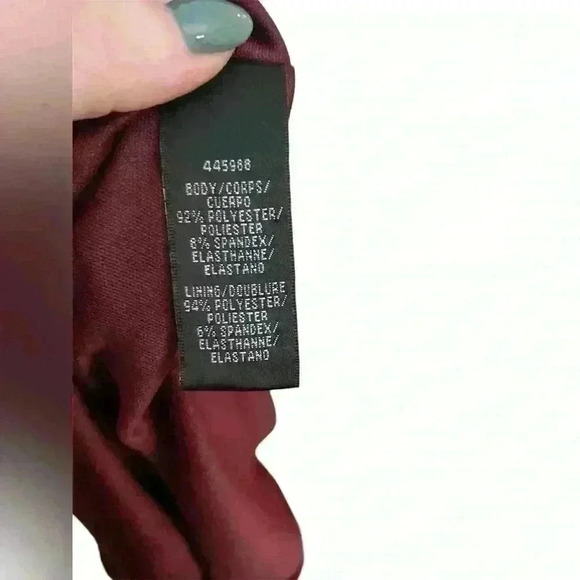 445988
BODY/CORPS/
CUERPO
92% POLYESTER/
POLIESTER
8% SPANDEX/
ELASTHANNE/
ELASTANO
LINING/DOUBLURE
94% POLYESTER/
POLIESTER
6% SPANDEX/
ELASTHANNE/
ELASTANO